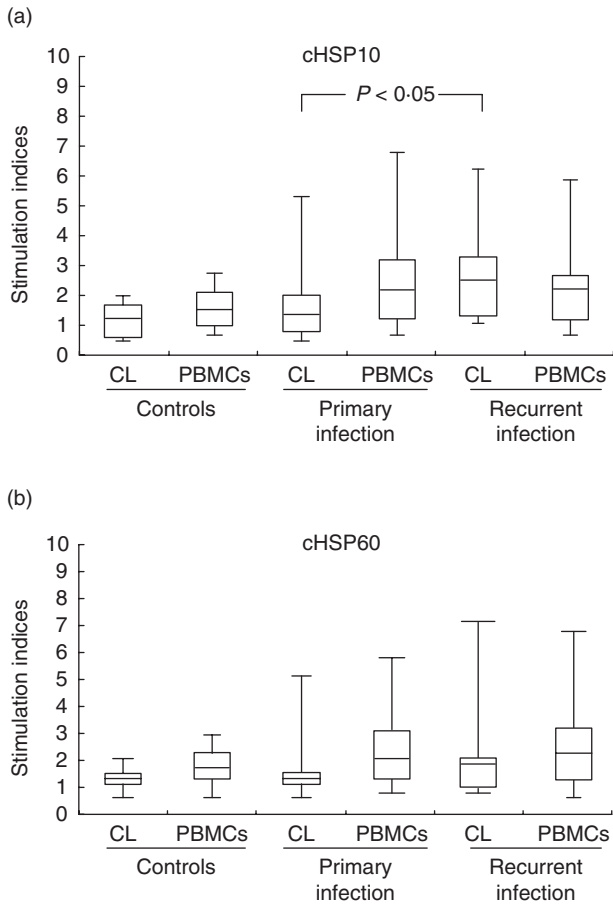 (a)
cHSP10
P < 0·05
Stimulation indices
10
9
8
7
6
5
4
3
2
1
0
CL PBMCs CL PBMCs CL PBMCs
Controls Primary infection Recurrent infection
(b)
cHSP60
Stimulation indices
10
9
8
7
6
5
4
3
2
1
0
CL PBMCs CL PBMCs CL PBMCs
Controls Primary infection Recurrent infection